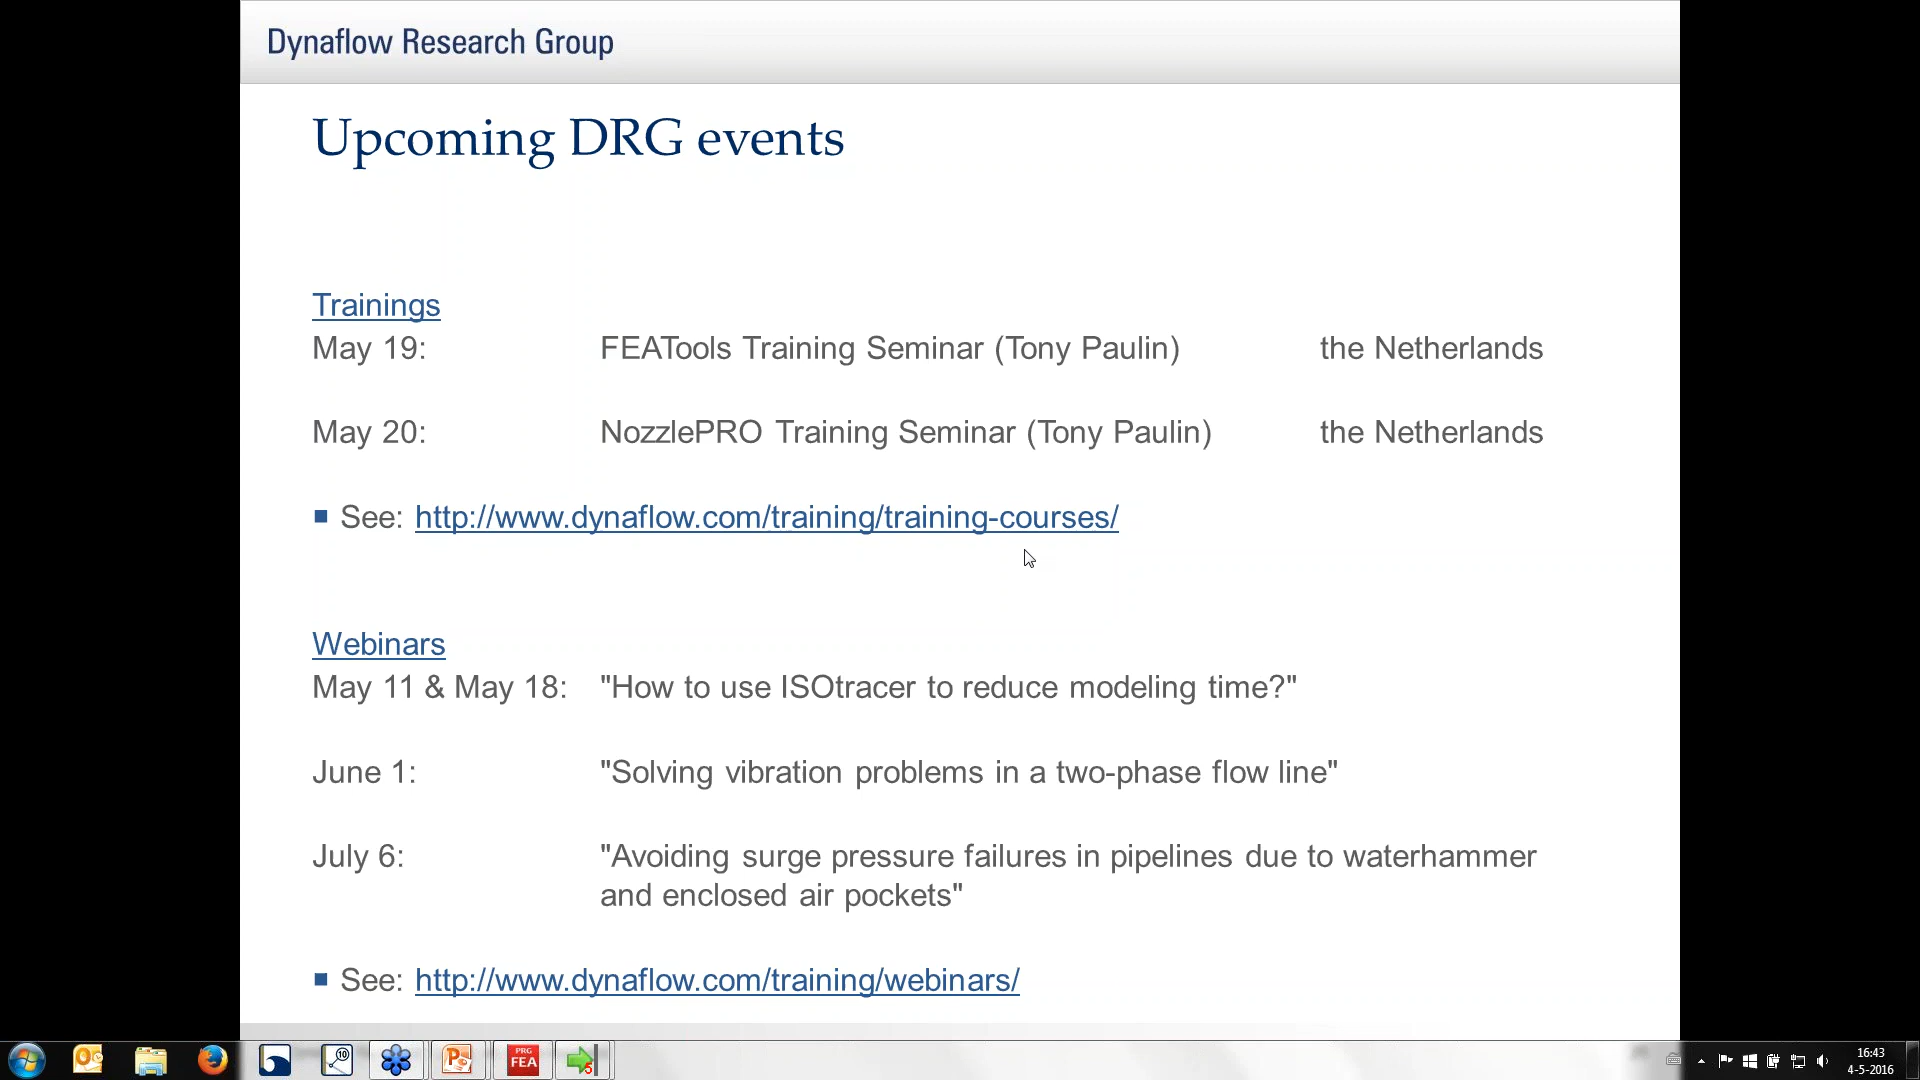 Dynaflow Research Group
Upcoming DRG events
Trainings
May 19: FEATools Training Seminar (Tony Paulin) the Netherlands
May 20: NozzlePRO Training Seminar (Tony Paulin) the Netherlands
See: http://www.dynaflow.com/training/training-courses/
Webinars
May 11 & May 18: "How to use ISOtracer to reduce modeling time?"
June 1: "Solving vibration problems in a two-phase flow line"
July 6: "Avoiding surge pressure failures in pipelines due to waterhammer
and enclosed air pockets"
See: http://www.dynaflow.com/training/webinars/
10
PRG
FEA
5
16:43
4-5-2016